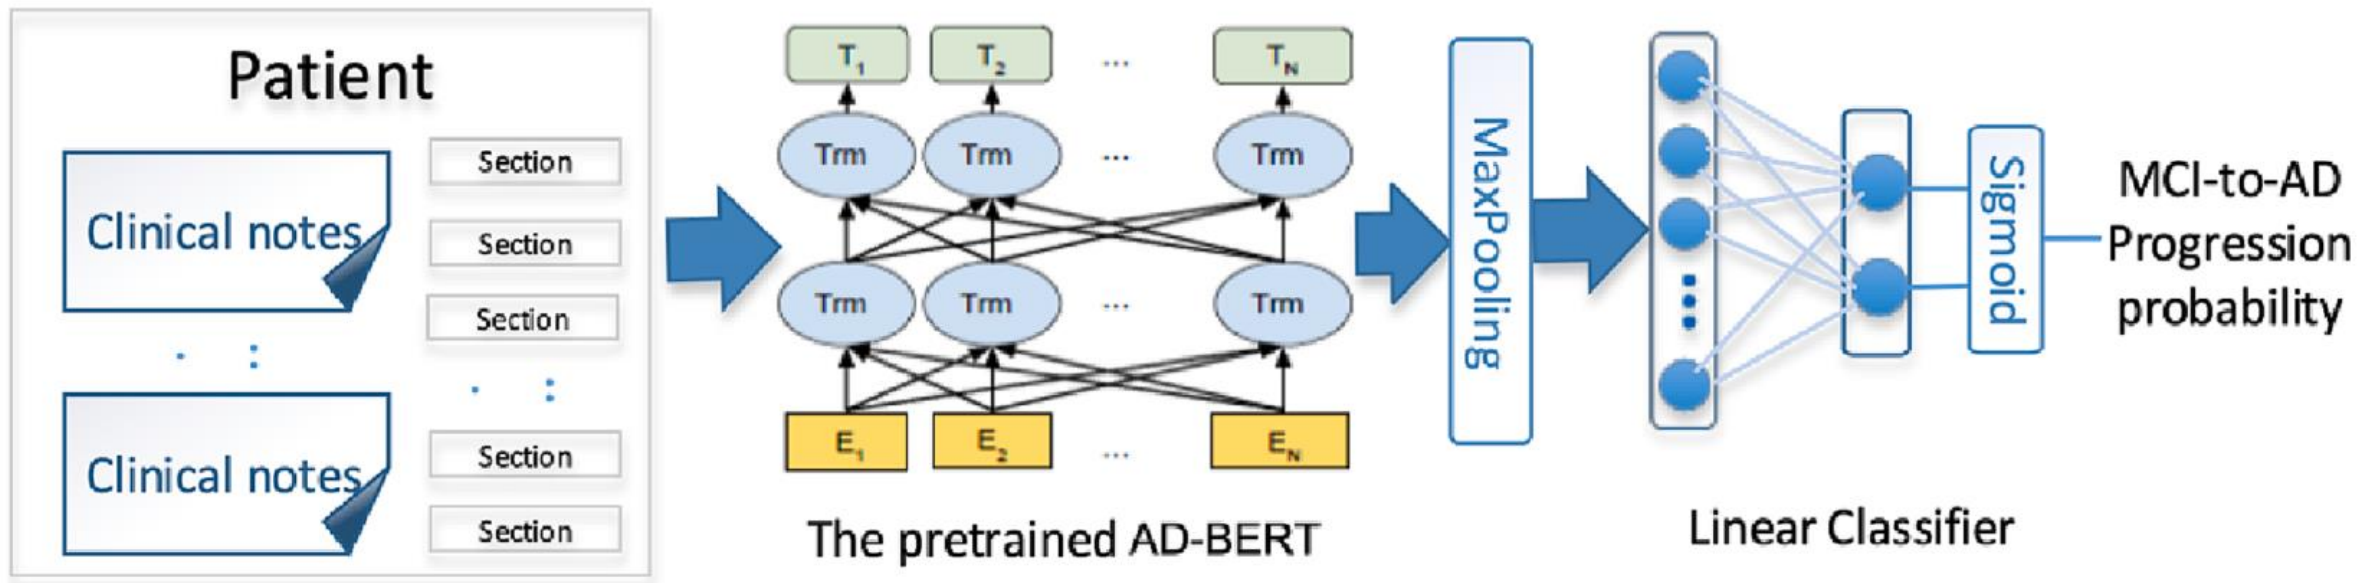 Patient
Clinical notes
Section
Section
Section
Clinical notes
Section
Section
T1 T2 ... TN
Trm Trm ... Trm
Trm Trm ... Trm
E1 E2 ... EN
The pretrained AD-BERT
MaxPooling
Linear Classifier
Sigmoid
MCI-to-AD
Progression
probability